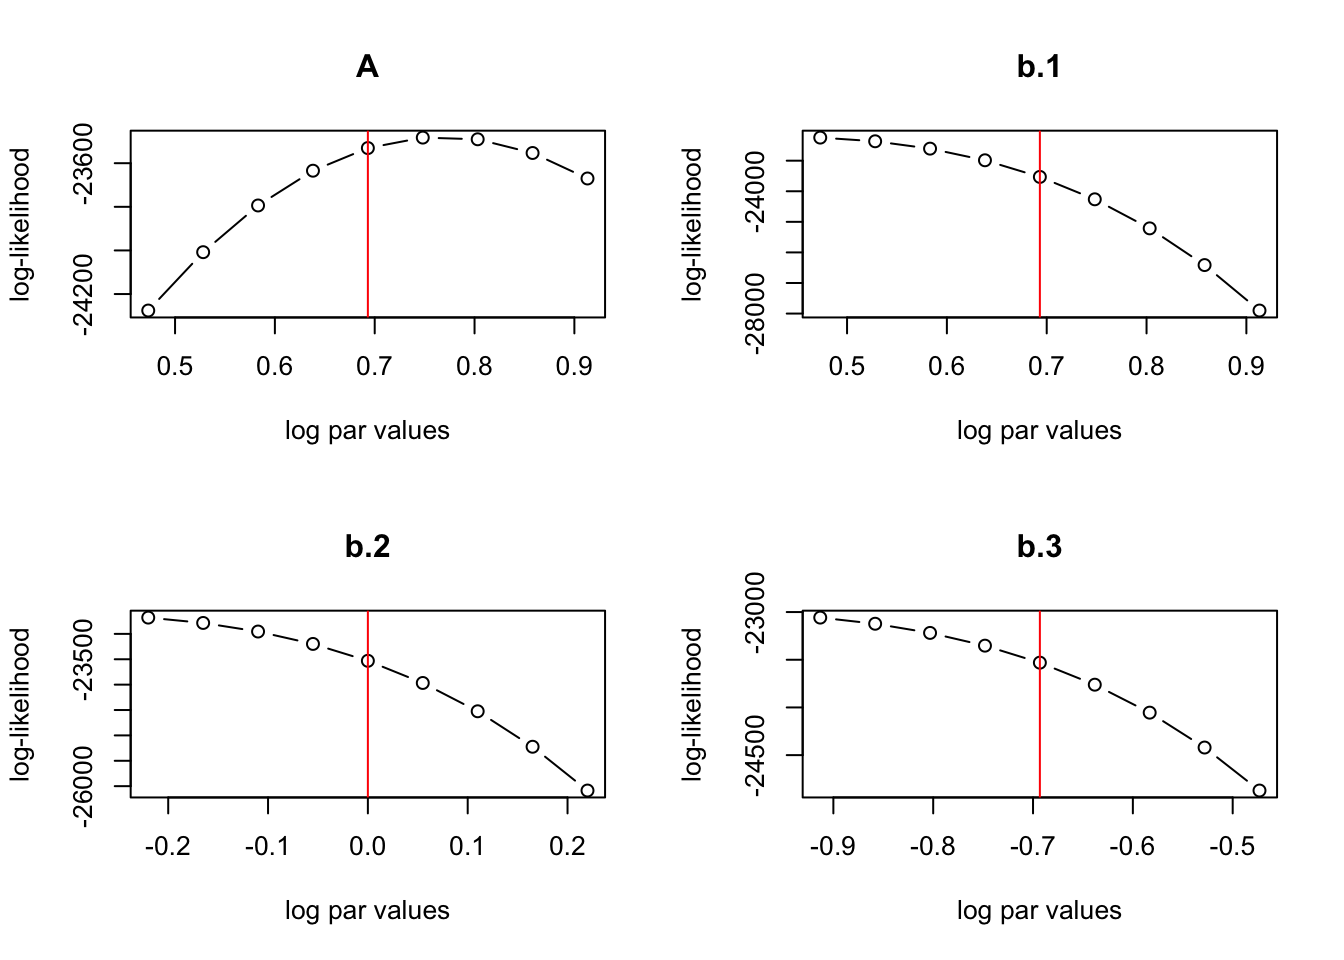 A
log-likelihood
-23600
-24200
0.5 0.6 0.7 0.8 0.9
log par values
b.1
log-likelihood
-24000
-28000
0.5 0.6 0.7 0.8 0.9
log par values
b.2
log-likelihood
-23500
-26000
-0.2 -0.1 0.0 0.1 0.2
log par values
b.3
log-likelihood
-23000
-24500
-0.9 -0.8 -0.7 -0.6 -0.5
log par values